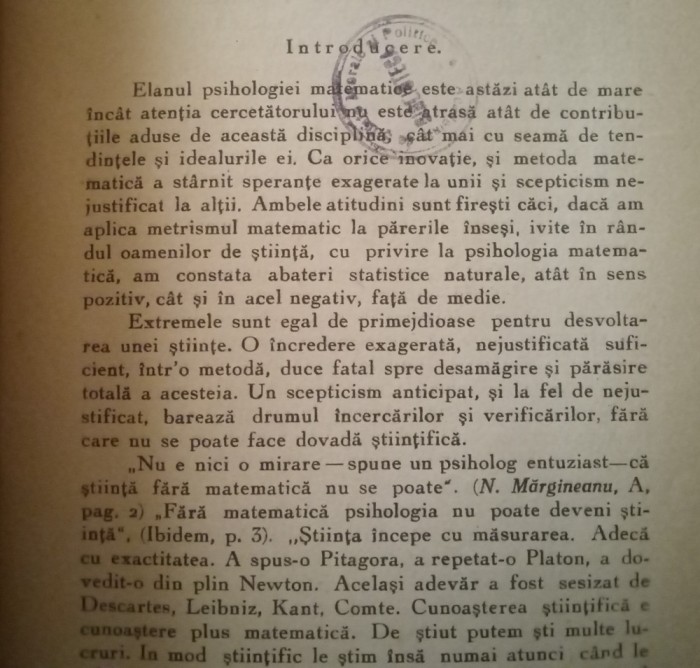 Introducere.
Elanul psihologiei matematice este astăzi atât de mare
încât atenția cercetătorului nu este atrasă atât de contribu-
țiile aduse de această disciplină, cât mai cu seamă de ten-
dințele și idealurile ei. Ca orice inovație, și metoda mate-
matică a stârnit speranțe exagerate la unii și scepticism ne-
justificat la alții. Ambele atitudini sunt firești căci, dacă am
aplica metrismul matematic la părerile înseși, ivite în rân-
dul oamenilor de știință, cu privire la psihologia matema-
tică, am constata abateri statistice naturale, atât în sens
pozitiv, cât și în acel negativ, față de medie.
Extremele sunt egal de primejdioase pentru desvolta-
rea unei științe. O încredere exagerată, nejustificată sufi-
cient, într'o metodă, duce fatal spre desamăgire și părăsire
totală a acesteia. Un scepticism anticipat, și la fel de neju-
stificat, barează drumul încercărilor și verificărilor, fără
care nu se poate face dovadă științifică.
„Nu e nici o mirare — spune un psiholog entuziast — că
știință fără matematică nu se poate". (N. Mărgineanu, A,
pag. 2) „Fără matematică psihologia nu poate deveni ști-
ință". (Ibidem, p. 3). „Știința începe cu măsurarea. Adecă
cu exactitatea. A spus-o Pitagora, a repetat-o Platon, a do-
vedit-o din plin Newton. Același adevăr a fost sesizat de
Descartes, Leibniz, Kant, Comte. Cunoașterea științifică e
cunoaștere plus matematică. De știut putem ști multe lu-
cruri. In mod științific le știm însă numai atunci când le
Politice